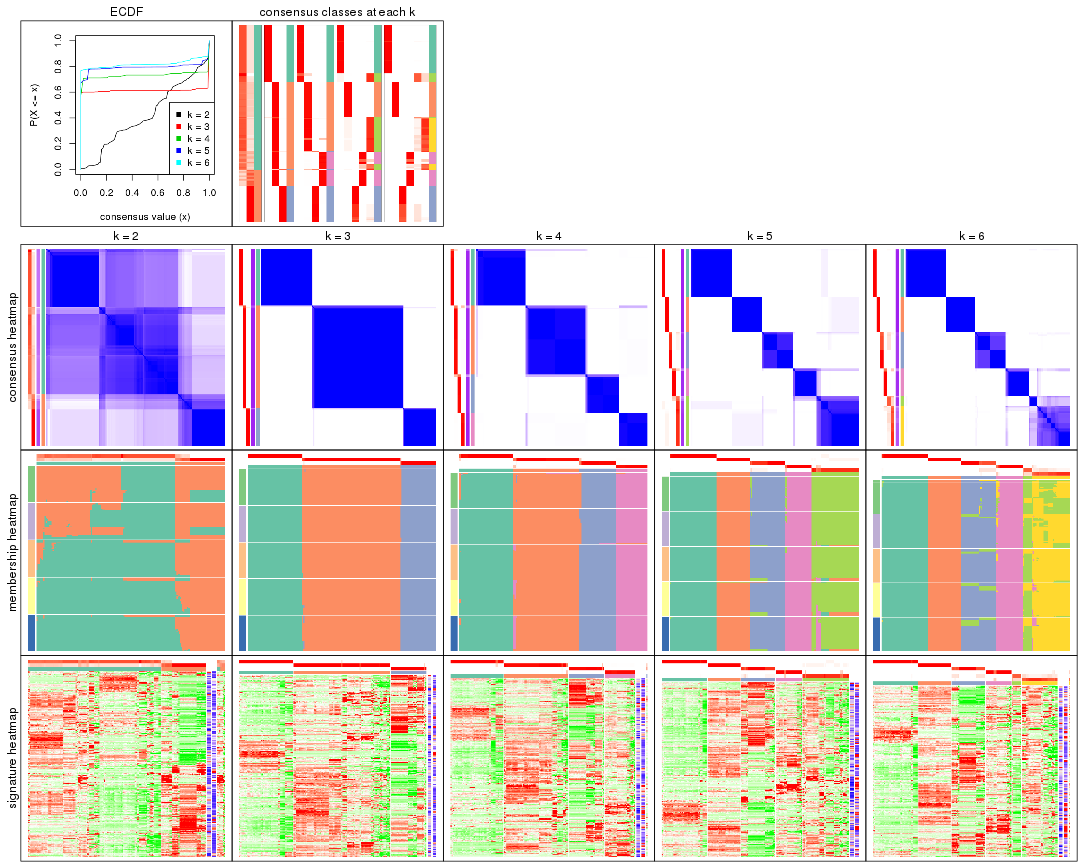 ECDF
consensus classes at each k
P(X <= x)
0.0 0.2 0.4 0.6 0.8 1.0
k = 2
k = 3
k = 4
k = 5
k = 6
0.0 0.2 0.4 0.6 0.8 1.0
consensus value (x)
k = 2
k = 3
k = 4
k = 5
k = 6
consensus heatmap
membership heatmap
signature heatmap